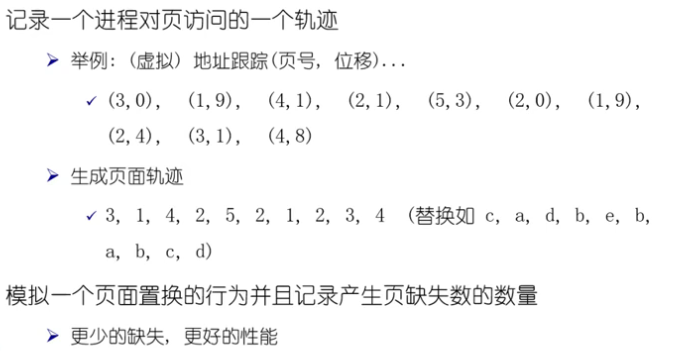 记录一个进程对页访问的一个轨迹
举例：(虚拟) 地址跟踪(页号, 位移)...
(3,0), (1,9), (4,1), (2,1), (5,3), (2,0), (1,9),
(2,4), (3,1), (4,8)
生成页面轨迹
3, 1, 4, 2, 5, 2, 1, 2, 3, 4 (替换如 c, a, d, b, e, b,
a, b, c, d)
模拟一个页面置换的行为并且记录产生页缺失数的数量
更少的缺失, 更好的性能